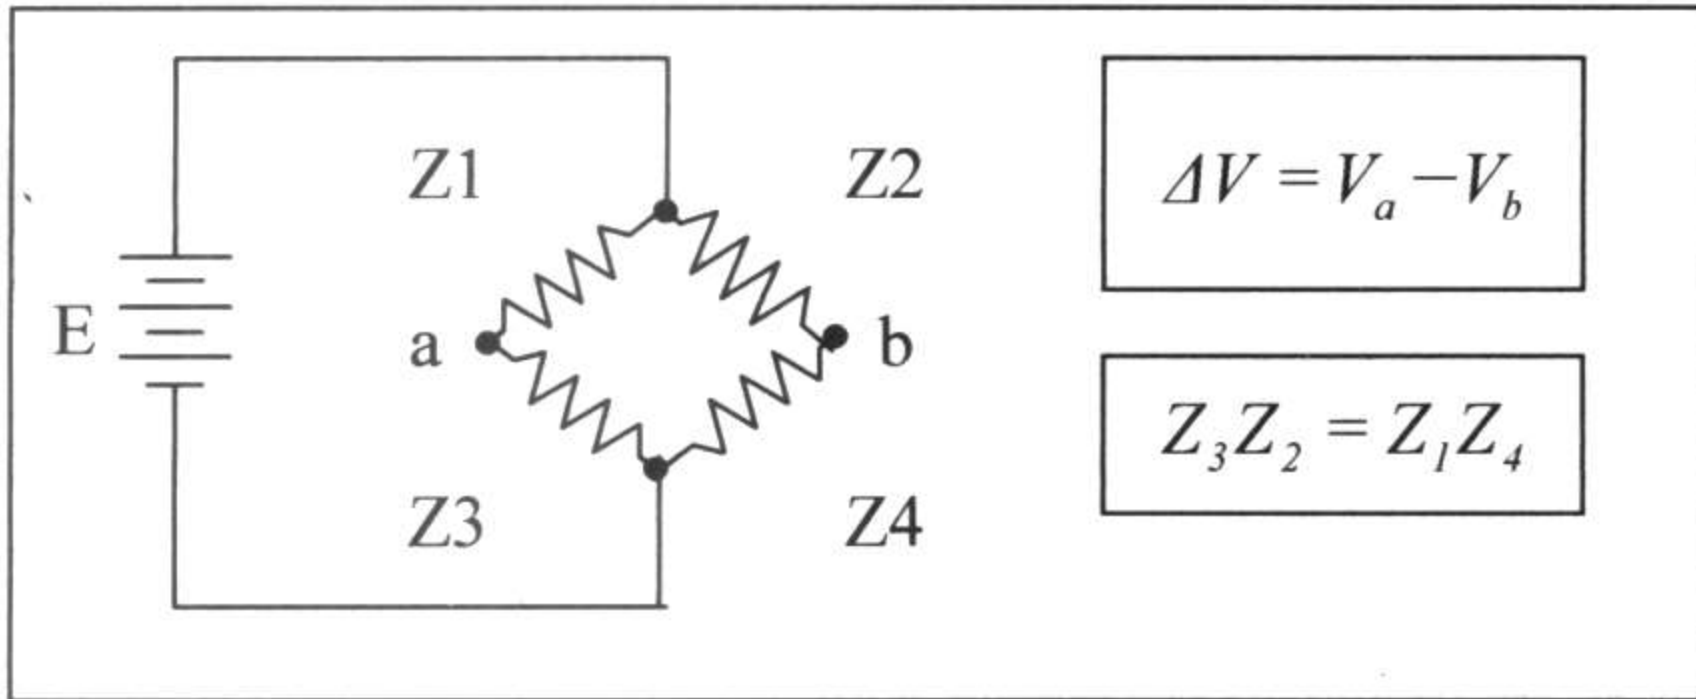 Z1
Z2
E
a
b
Z3
Z4
ΔV = Va − Vb
Z3Z2 = Z1Z4